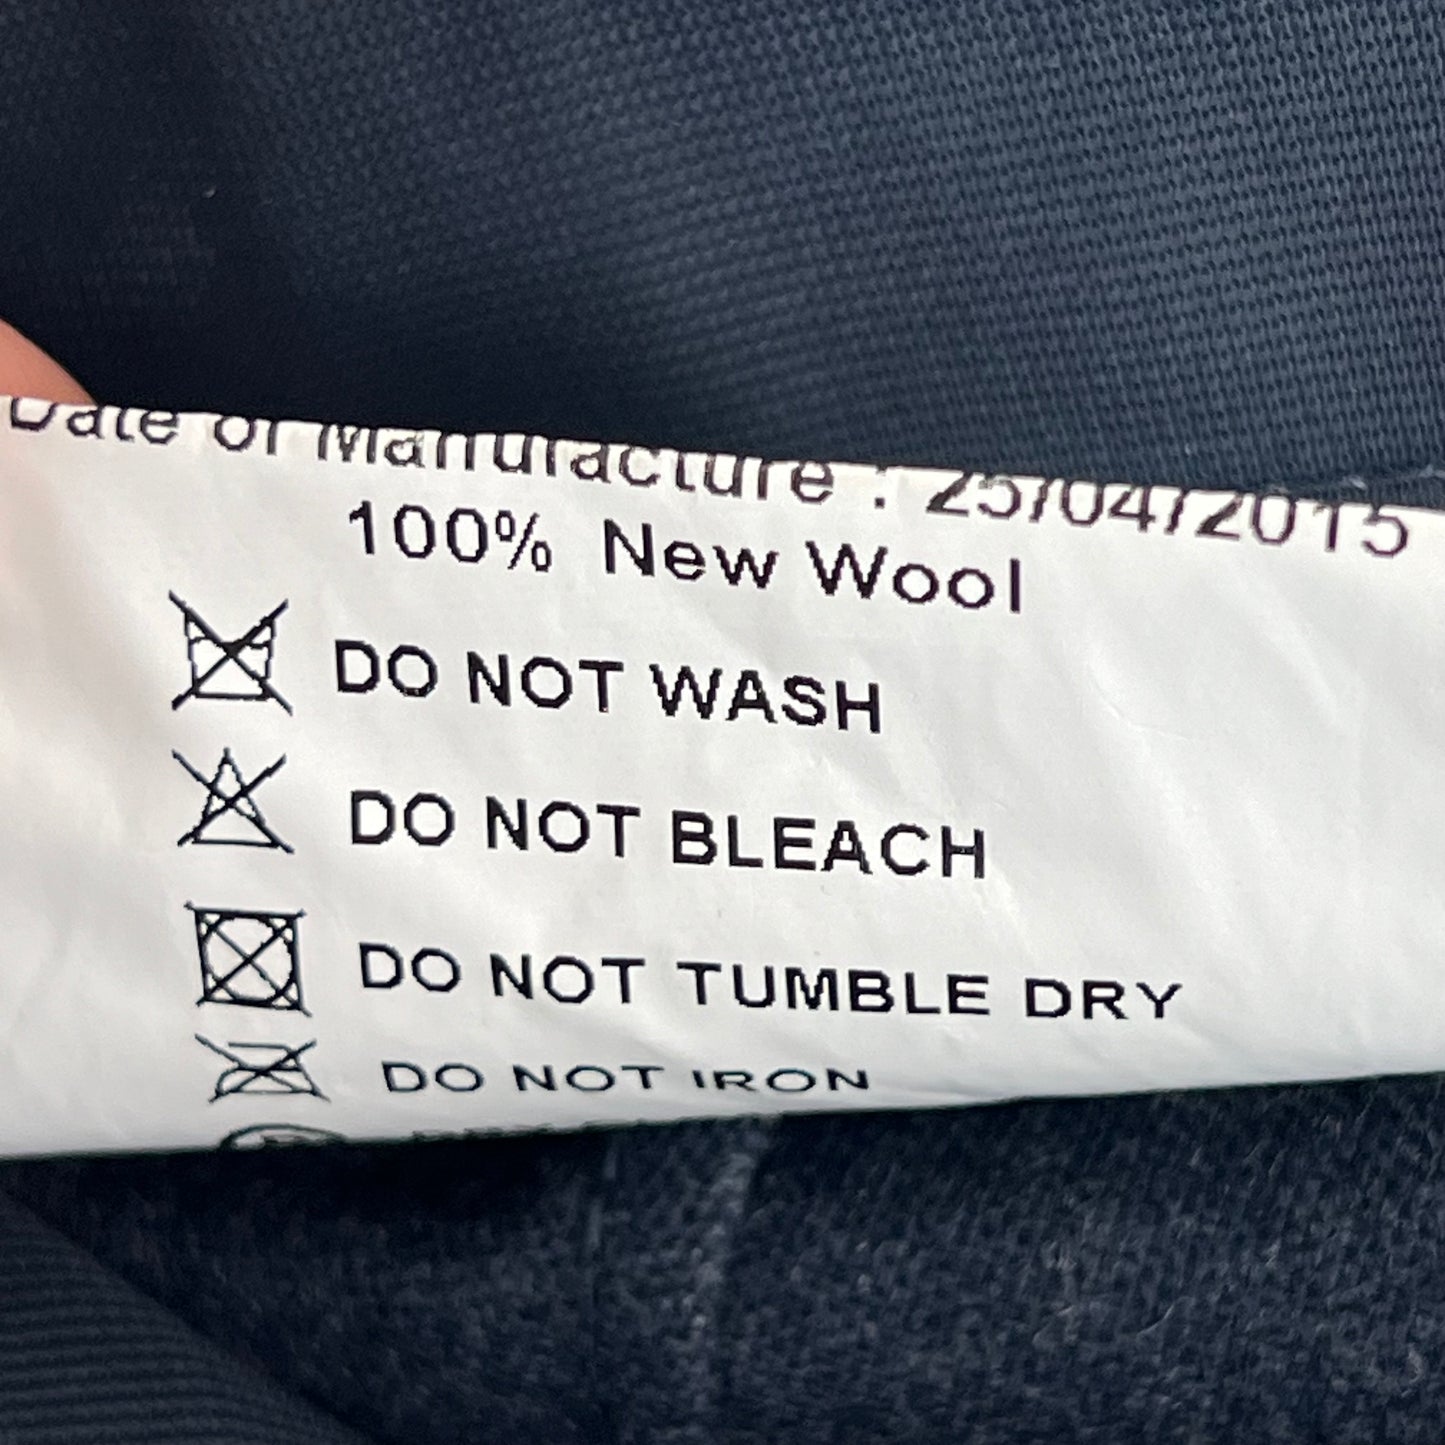 Date of Manufacture : 25/04/2015
100% New Wool
DO NOT WASH
DO NOT BLEACH
DO NOT TUMBLE DRY
DO NOT IRON